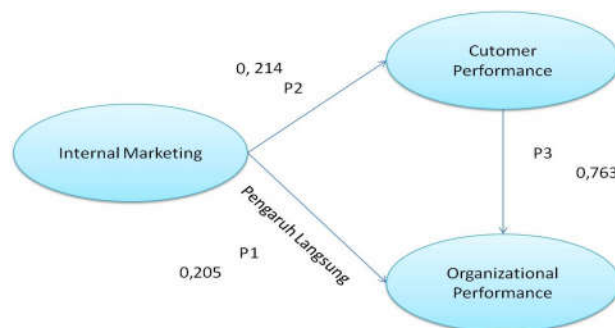 Cutomer
Performance
0, 214
P2
Internal Marketing
P3
0,763
Pengaruh Langsung
P1
0,205
Organizational
Performance